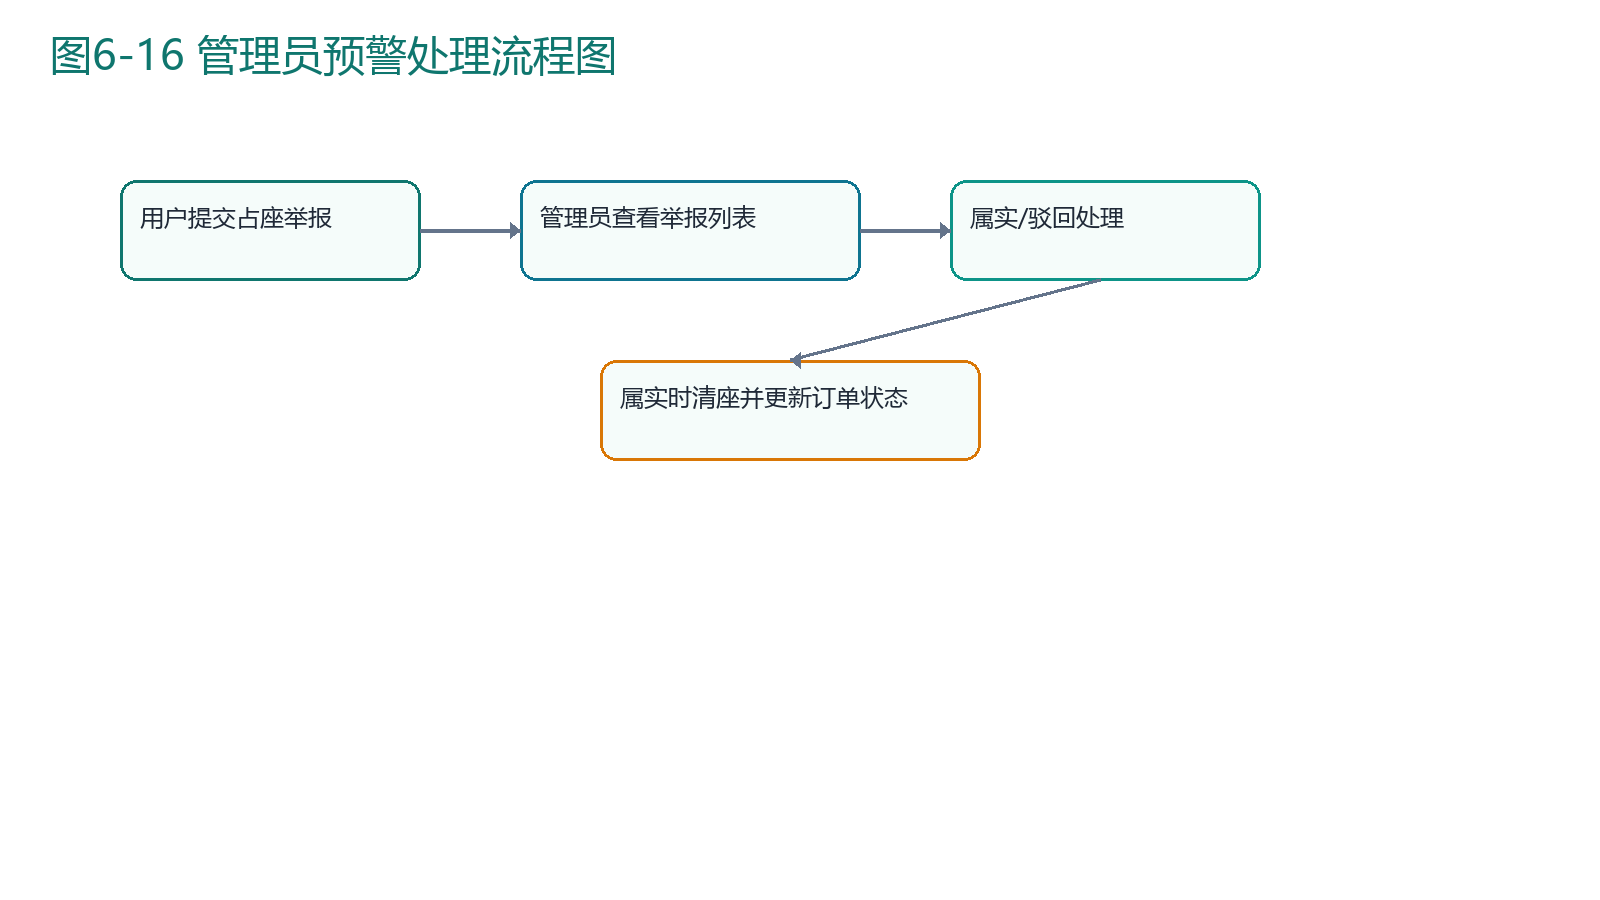 图6-16 管理员预警处理流程图
用户提交占座举报
管理员查看举报列表
属实/驳回处理
属实时清座并更新订单状态